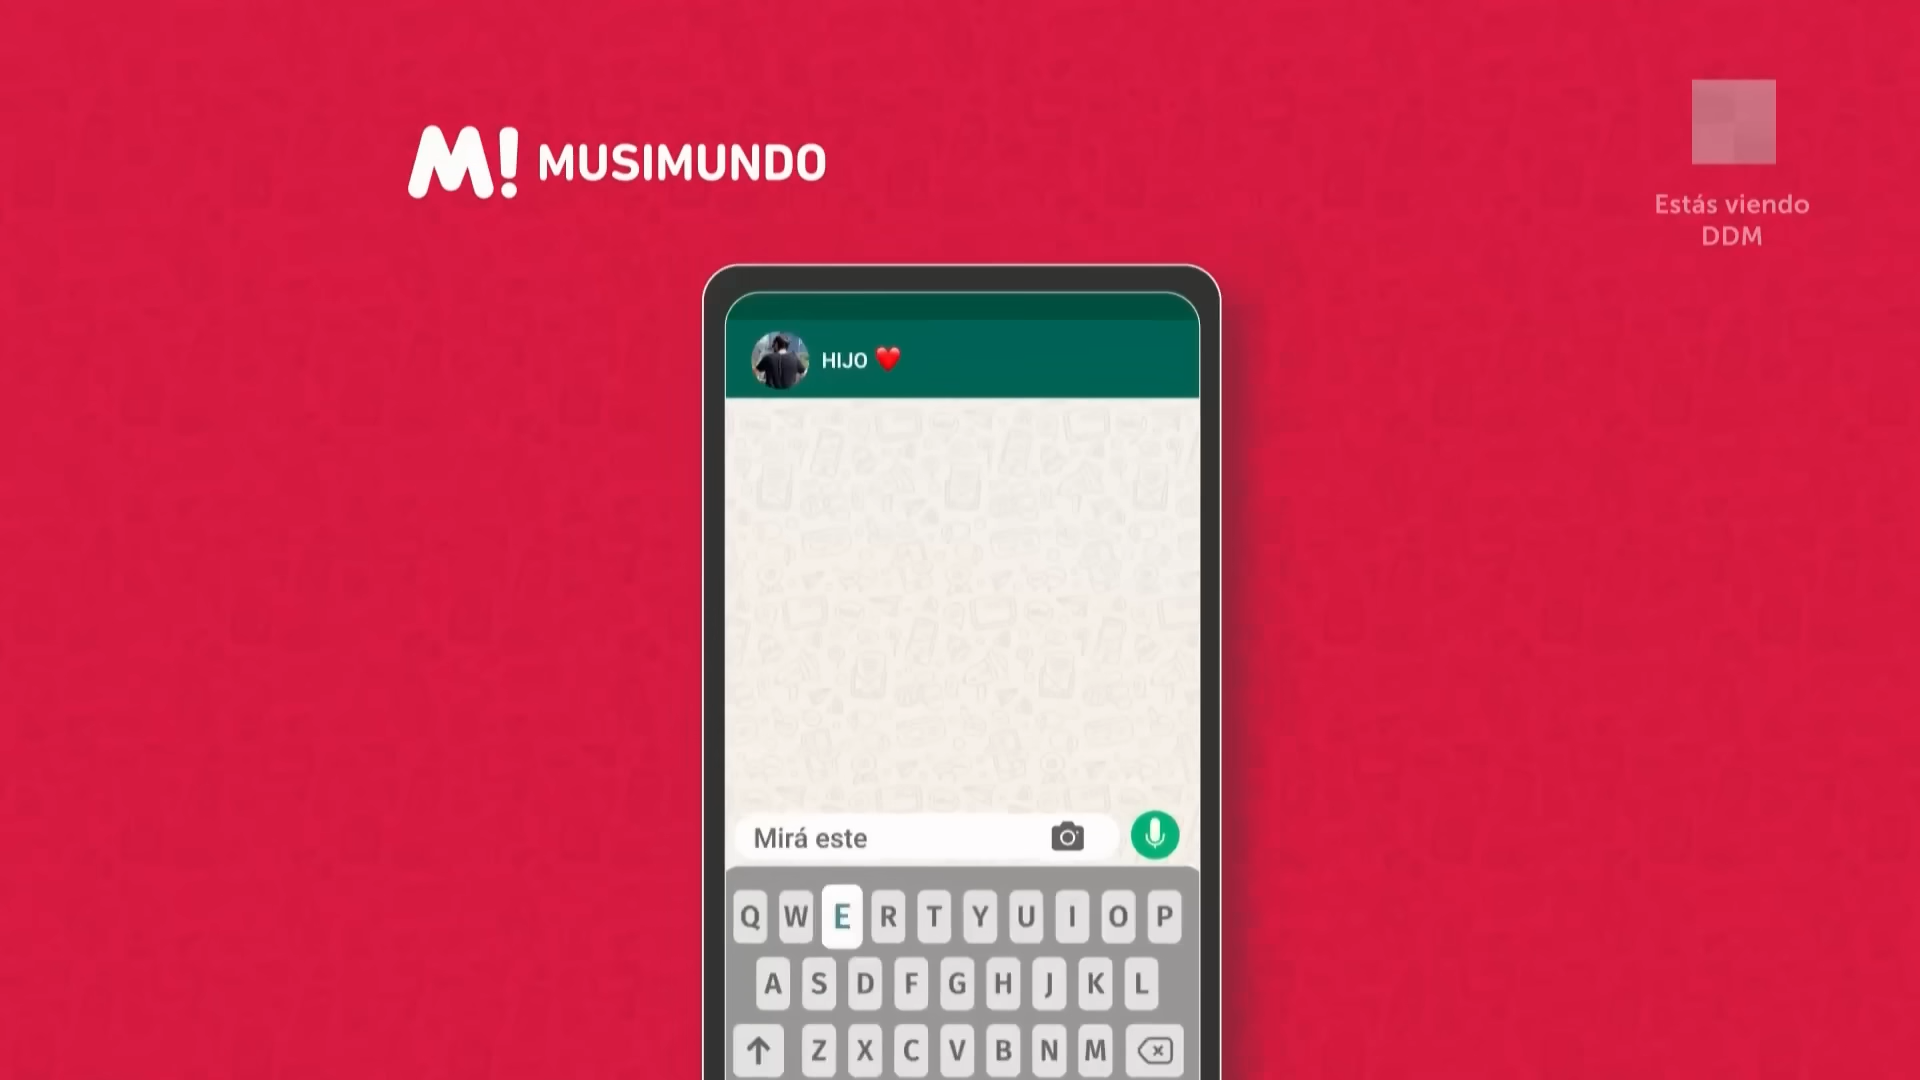 M! MUSIMUNDO
Estás viendo
DDM
HIJO ❤️
Mirá este
Q W E R T Y U I O P
A S D F G H J K L
Z X C V B N M